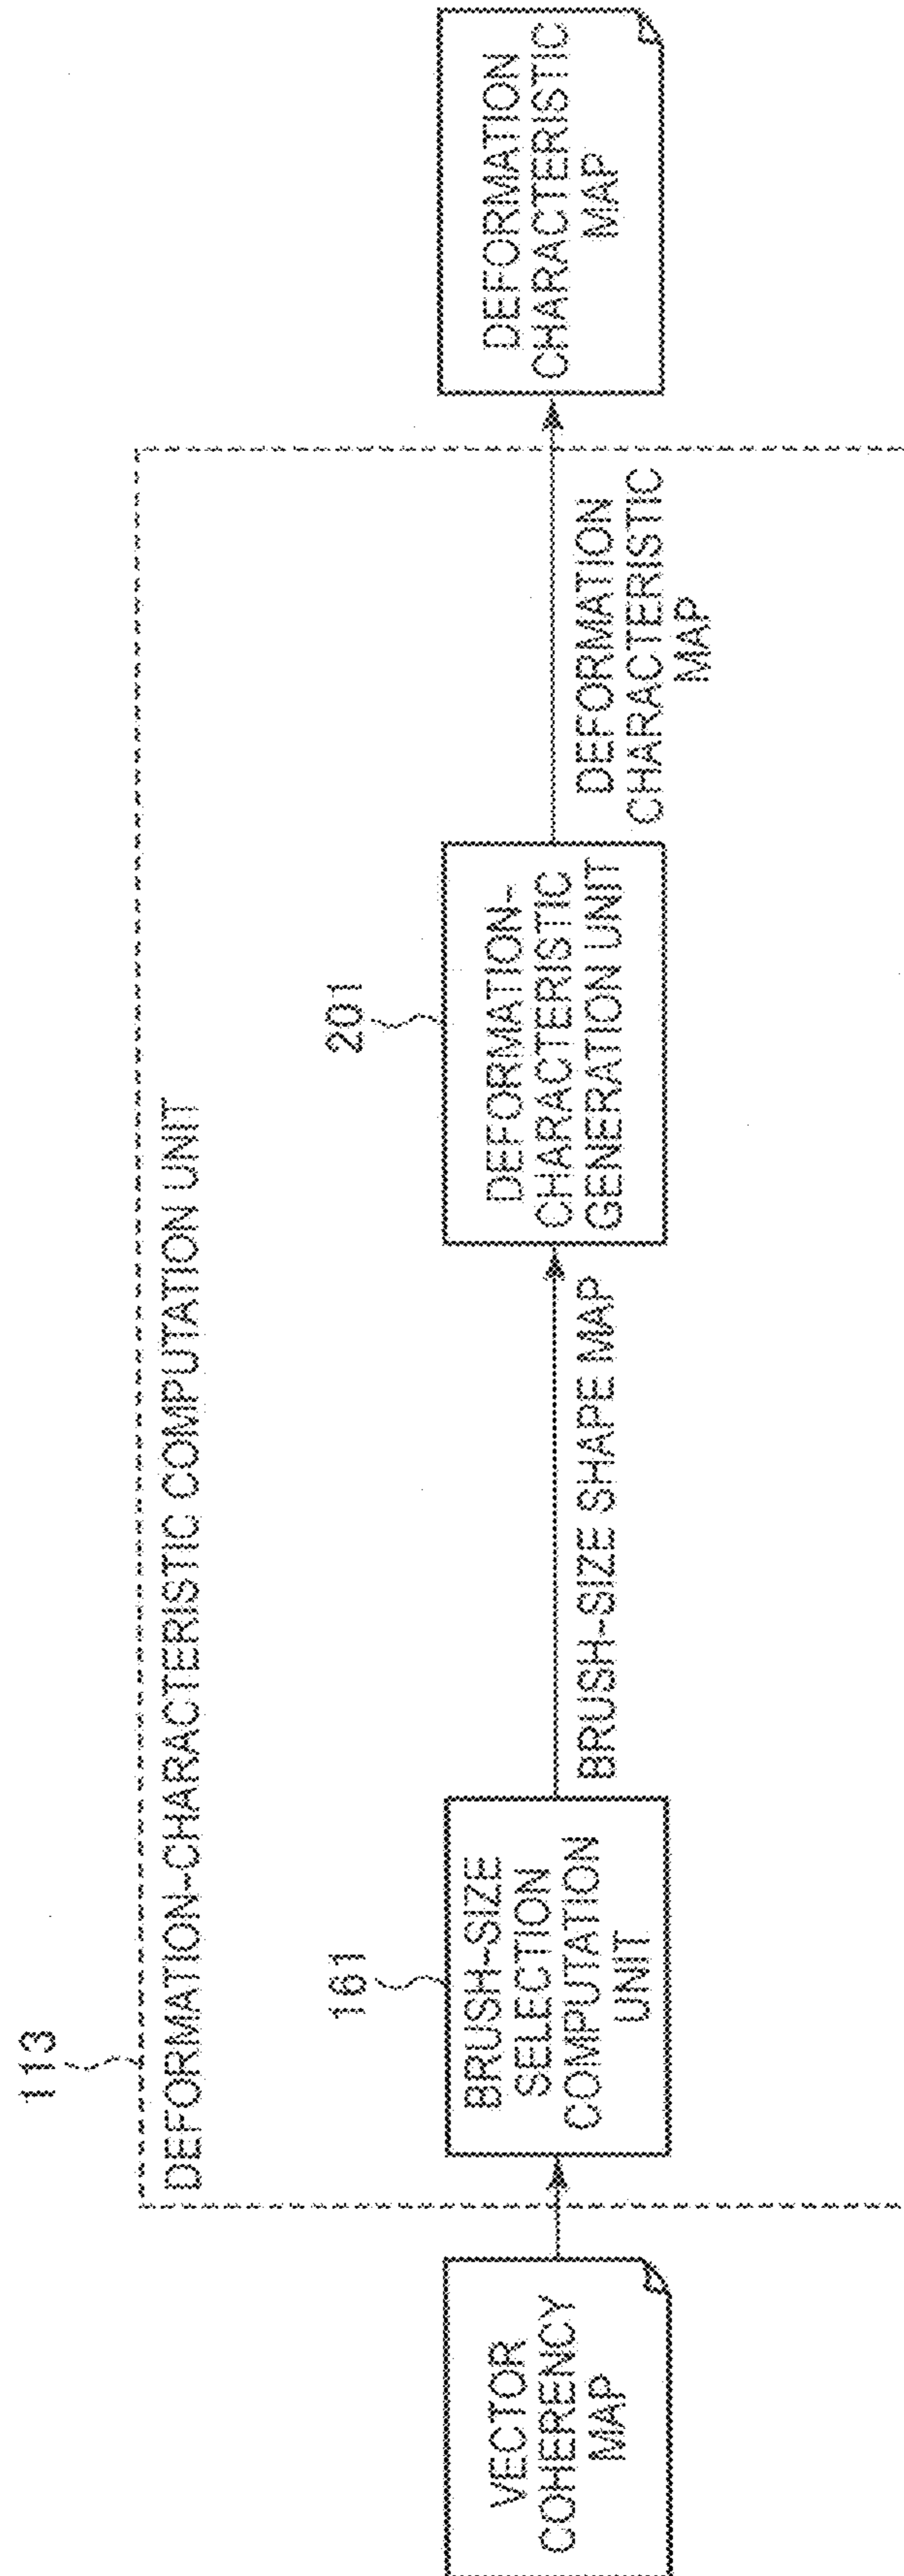 113
DEFORMATION-CHARACTERISTIC COMPUTATION UNIT
VECTOR
COHERENCY
MAP
161
BRUSH-SIZE
SELECTION
COMPUTATION
UNIT
BRUSH-SIZE SHAPE MAP
201
DEFORMATION-
CHARACTERISTIC
GENERATION UNIT
DEFORMATION
CHARACTERISTIC
MAP
DEFORMATION
CHARACTERISTIC
MAP